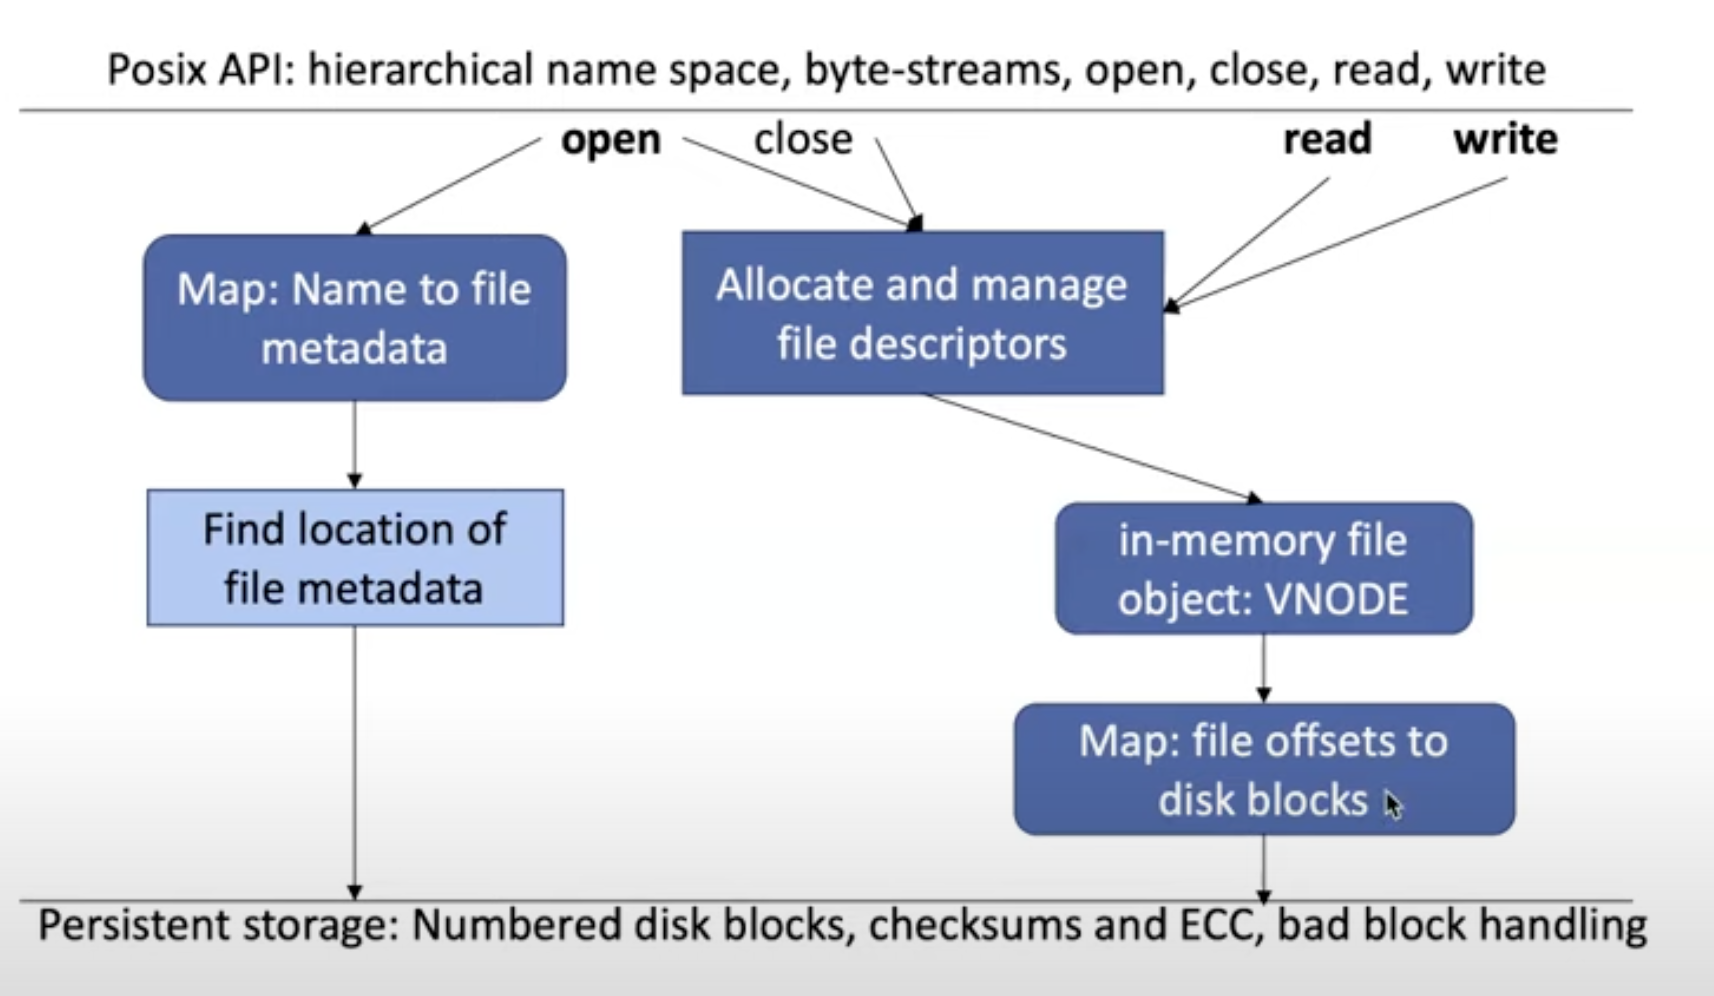 Posix API: hierarchical name space, byte-streams, open, close, read, write
open close read write
Map: Name to file
metadata
Allocate and manage
file descriptors
Find location of
file metadata
in-memory file
object: VNODE
Map: file offsets to
disk blocks
Persistent storage: Numbered disk blocks, checksums and ECC, bad block handling